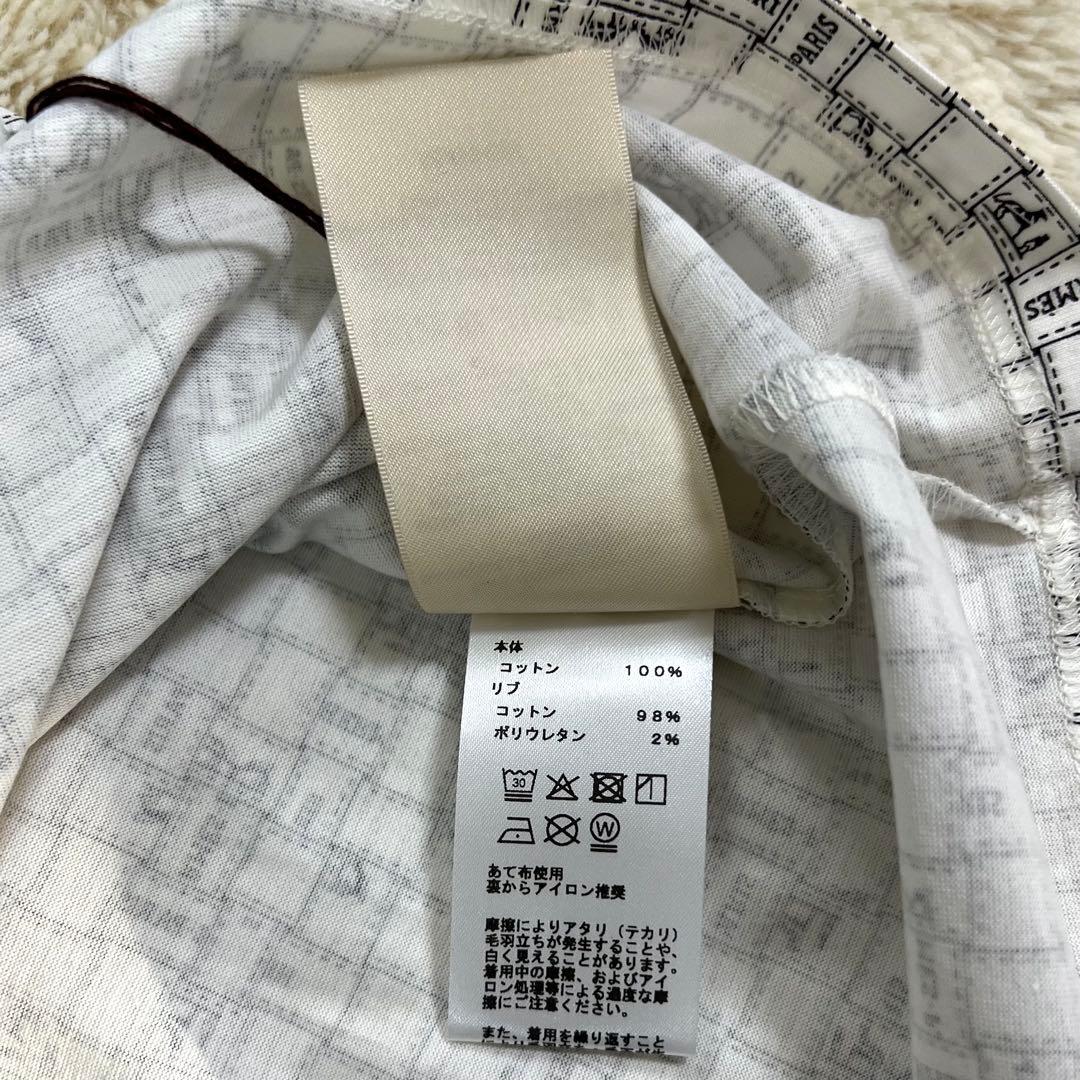 PARIS
MÈS
本体
コットン 100%
リブ
コットン 98%
ポリウレタン 2%
30
W
あて布使用
裏からアイロン推奨
摩擦によりアタリ（テカリ）
毛羽立ちが発生することや、
白く見えることがあります。
着用中の摩擦、およびアイ
ロン処理等による過度な摩
擦にご注意ください。
また、着用を繰り返すこと